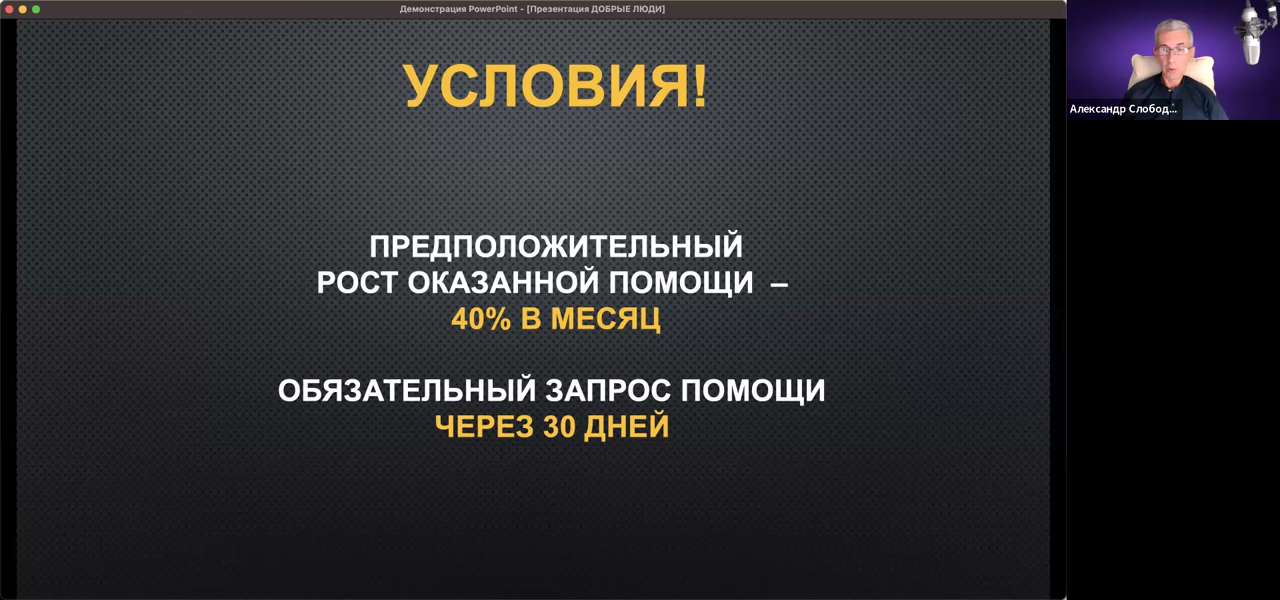 Демонстрация PowerPoint - [Презентация ДОБРЫЕ ЛЮДИ]
УСЛОВИЯ!
ПРЕДПОЛОЖИТЕЛЬНЫЙ
РОСТ ОКАЗАННОЙ ПОМОЩИ –
40% В МЕСЯЦ
ОБЯЗАТЕЛЬНЫЙ ЗАПРОС ПОМОЩИ
ЧЕРЕЗ 30 ДНЕЙ
Александр Слобод...